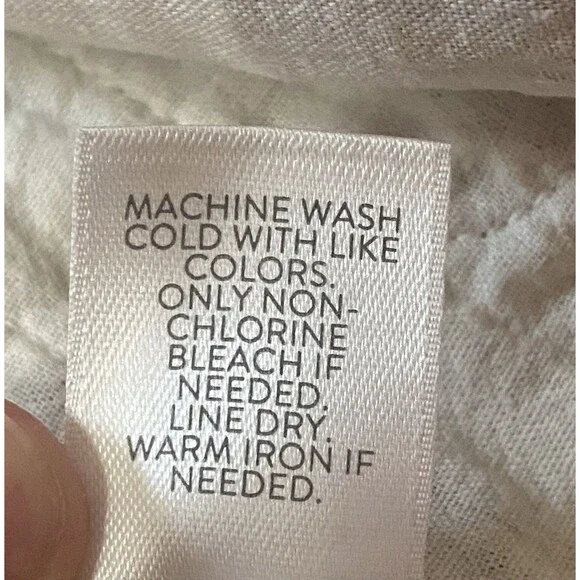 MACHINE WASH
COLD WITH LIKE
COLORS.
ONLY NON-
CHLORINE
BLEACH IF
NEEDED.
LINE DRY.
WARM IRON IF
NEEDED.